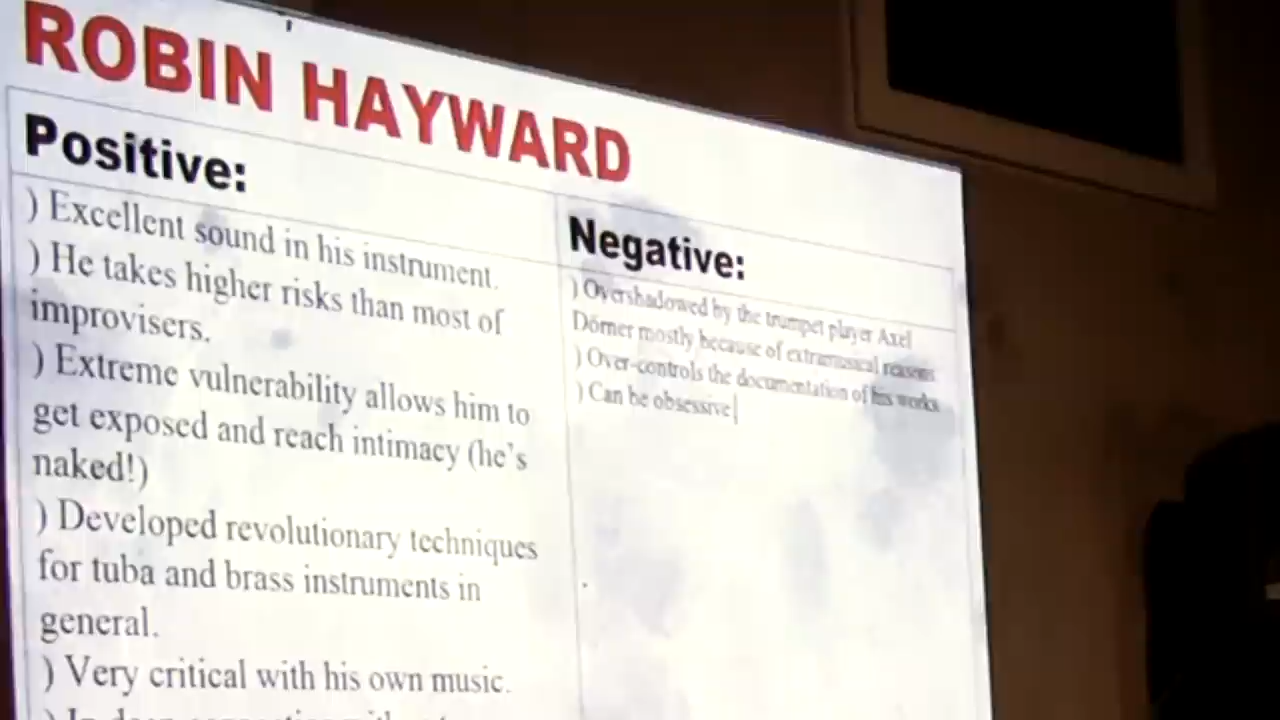 ROBIN HAYWARD
Positive:
) Excellent sound in his instrument.
) He takes higher risks than most of
improvisers.
) Extreme vulnerability allows him to
get exposed and reach intimacy (he's
naked!)
) Developed revolutionary techniques
for tuba and brass instruments in
general.
) Very critical with his own music.
Negative:
) Overshadowed by the trumpet player Axel
Dörner mostly because of extramusical reasons
) Over-controls the documentation of his works
) Can be obsessive